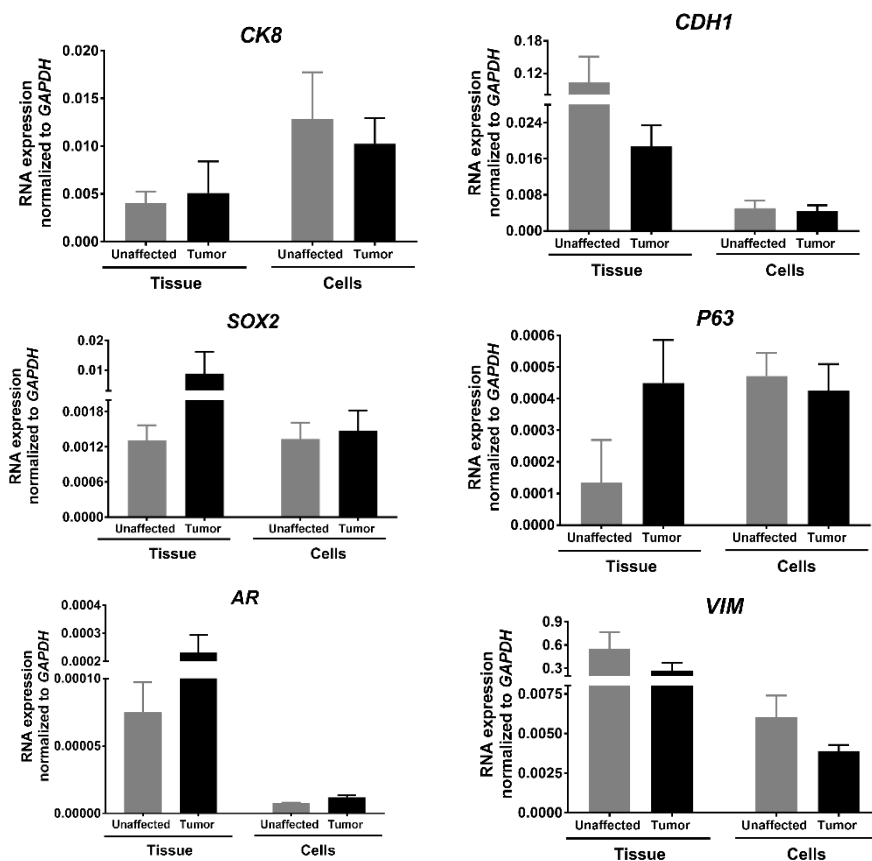 CK8
RNA expression
normalized to GAPDH
0.020
0.015
0.010
0.005
0.000
Unaffected Tumor Unaffected Tumor
Tissue Cells
CDH1
RNA expression
normalized to GAPDH
0.18
0.12
0.024
0.016
0.008
0.000
Unaffected Tumor Unaffected Tumor
Tissue Cells
SOX2
RNA expression
normalized to GAPDH
0.02
0.01
0.0018
0.0012
0.0006
0.0000
Unaffected Tumor Unaffected Tumor
Tissue Cells
P63
RNA expression
normalized to GAPDH
0.0006
0.0005
0.0004
0.0003
0.0002
0.0001
0.0000
Unaffected Tumor Unaffected Tumor
Tissue Cells
AR
RNA expression
normalized to GAPDH
0.0004
0.0003
0.0002
0.00010
0.00005
0.00000
Unaffected Tumor Unaffected Tumor
Tissue Cells
VIM
RNA expression
normalized to GAPDH
0.9
0.6
0.3
0.0075
0.0050
0.0025
0.0000
Unaffected Tumor Unaffected Tumor
Tissue Cells